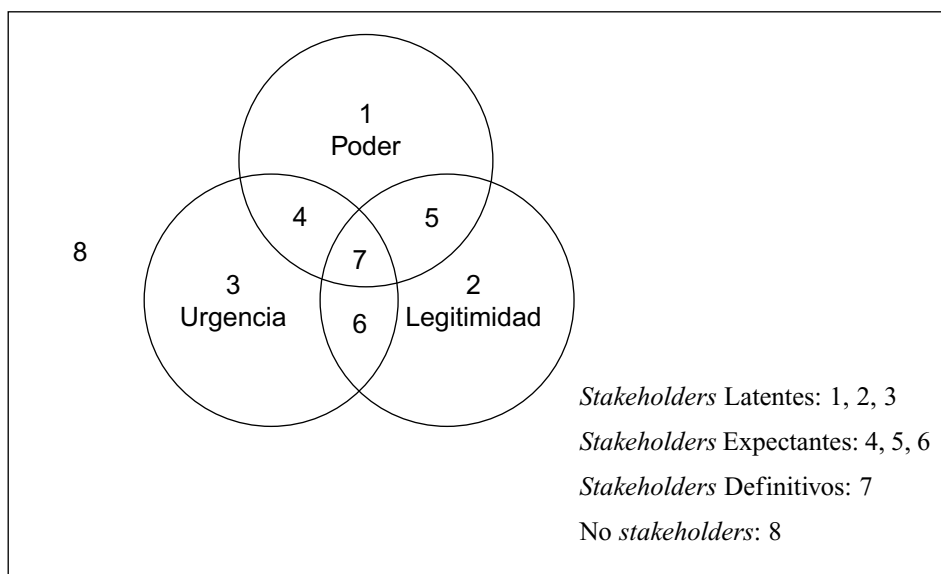 1
Poder
4
5
8
7
3
Urgencia
2
Legitimidad
6
Stakeholders Latentes: 1, 2, 3
Stakeholders Expectantes: 4, 5, 6
Stakeholders Definitivos: 7
No stakeholders: 8